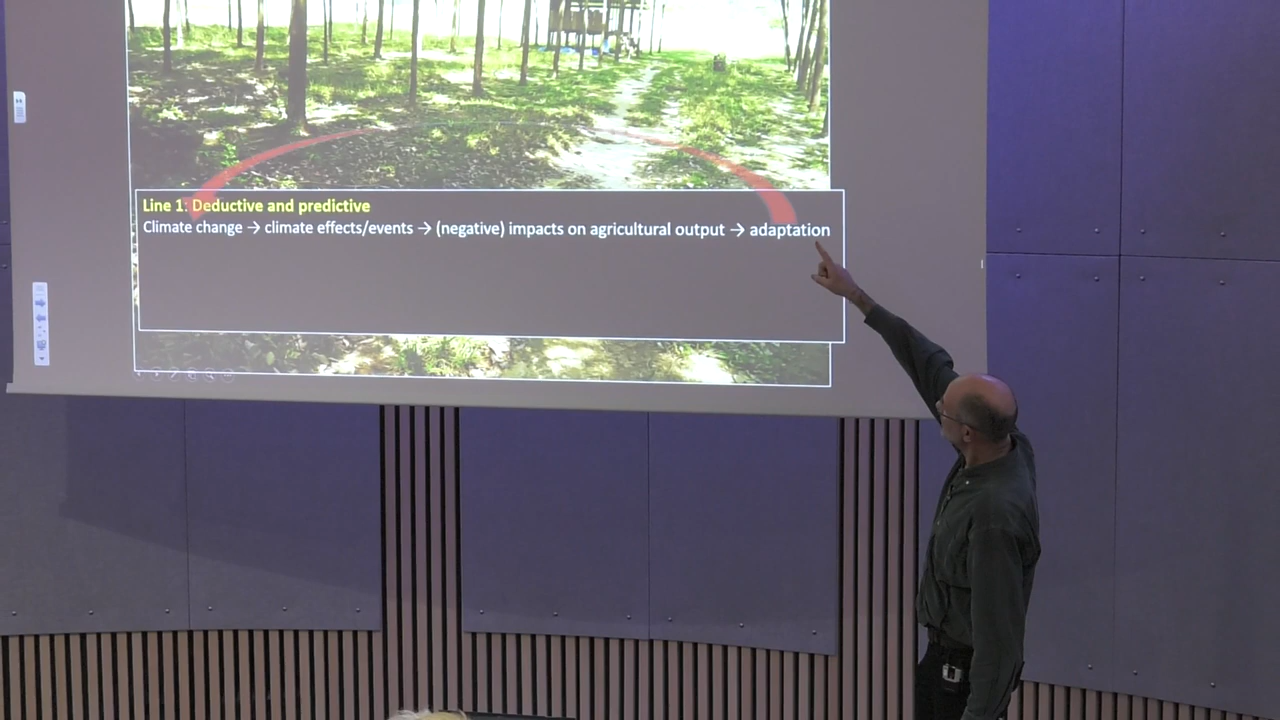 Line 1: Deductive and predictive
Climate change → climate effects/events → (negative) impacts on agricultural output → adaptation